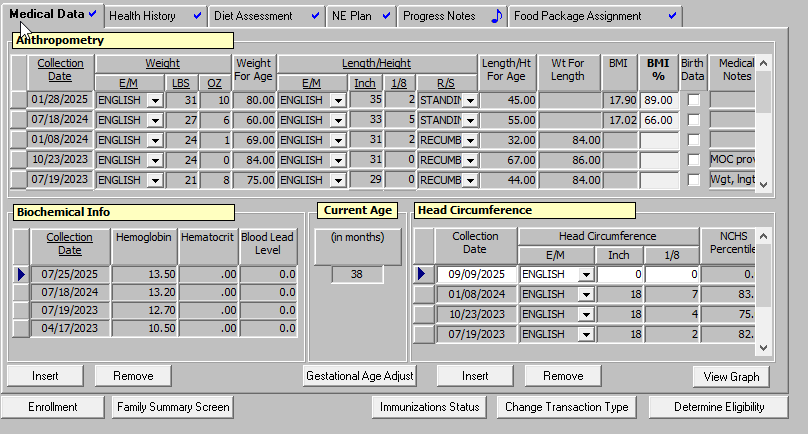 Medical Data Health History Diet Assessment NE Plan Progress Notes Food Package Assignment
Anthropometry
Collection Date Weight Weight For Age Length/Height Length/Ht For Age Wt For Length BMI BMI % Birth Data Medical Notes
E/M LBS OZ E/M Inch 1/8 R/S
01/28/2025 ENGLISH 31 10 80.00 ENGLISH 35 2 STANDIN 45.00 17.90 89.00
07/18/2024 ENGLISH 27 6 60.00 ENGLISH 33 5 STANDIN 55.00 17.02 66.00
01/08/2024 ENGLISH 24 1 69.00 ENGLISH 31 2 RECUMB 32.00 84.00
10/23/2023 ENGLISH 24 0 84.00 ENGLISH 31 0 RECUMB 67.00 86.00 MOC prov
07/19/2023 ENGLISH 21 8 75.00 ENGLISH 29 0 RECUMB 44.00 84.00 Wgt, lngt
Biochemical Info
Collection Date Hemoglobin Hematocrit Blood Lead Level
07/25/2025 13.50 .00 0.0
07/18/2024 13.20 .00 0.0
07/19/2023 12.70 .00 0.0
04/17/2023 10.50 .00 0.0
Current Age
(in months)
38
Head Circumference
Collection Date Head Circumference NCHS Percentile
E/M Inch 1/8
09/09/2025 ENGLISH 0 0 0.
01/08/2024 ENGLISH 18 7 83.
10/23/2023 ENGLISH 18 4 75.
07/19/2023 ENGLISH 18 2 82.
Insert Remove Gestational Age Adjust Insert Remove View Graph
Enrollment Family Summary Screen Immunizations Status Change Transaction Type Determine Eligibility